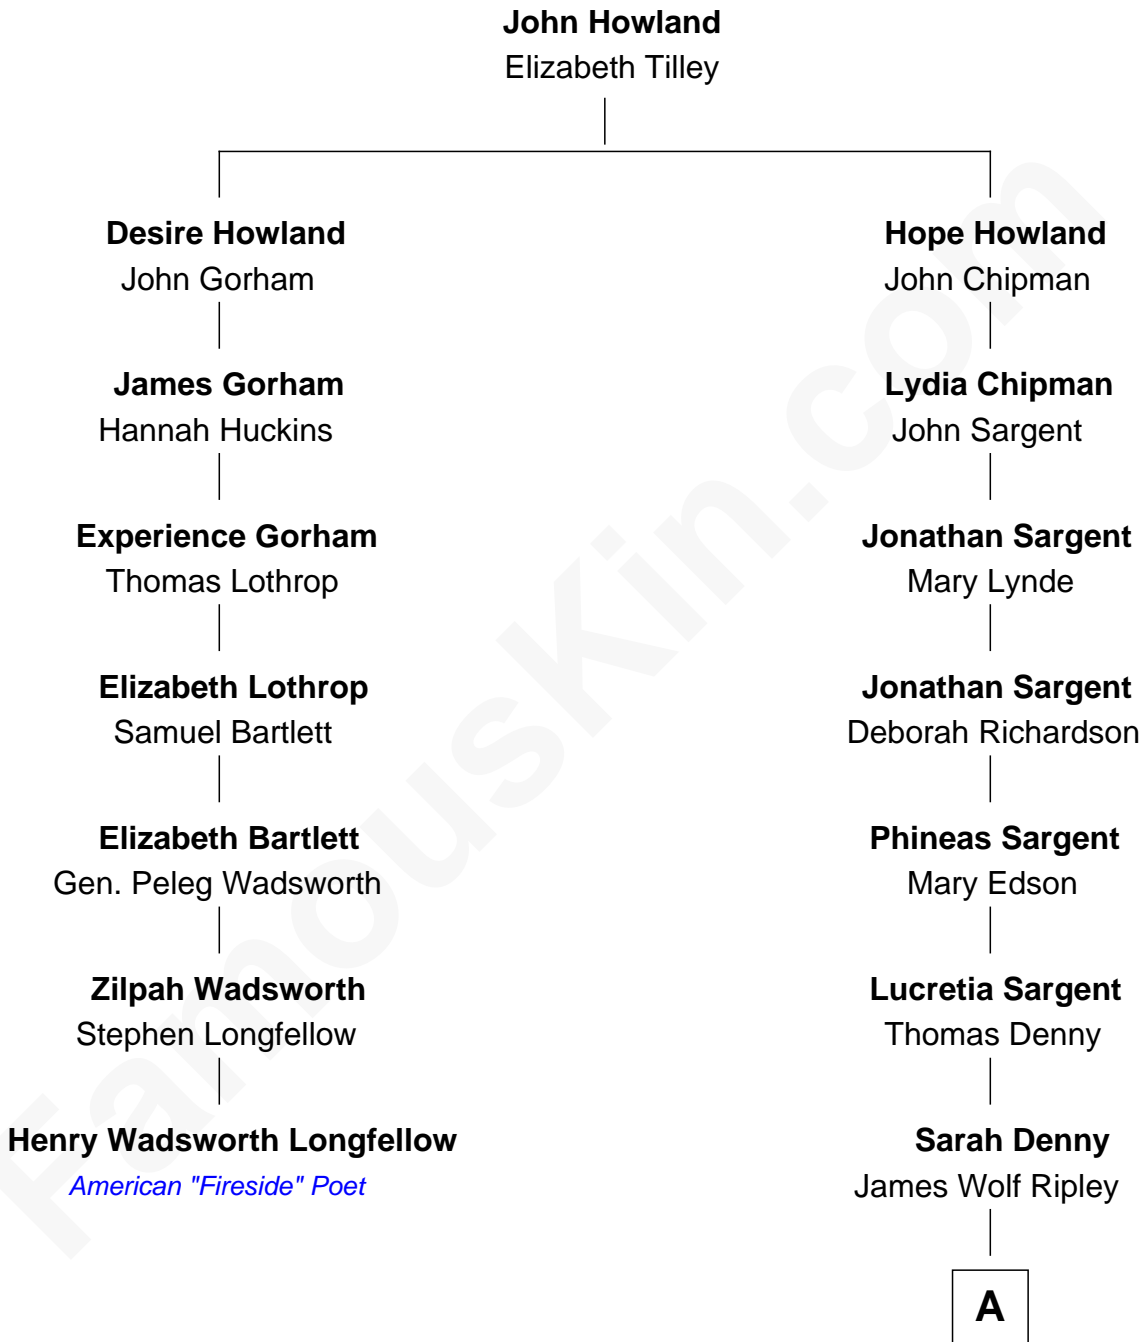 John Howland
Elizabeth Tilley
Desire Howland
John Gorham
Hope Howland
John Chipman
James Gorham
Hannah Huckins
Lydia Chipman
John Sargent
Experience Gorham
Thomas Lothrop
Jonathan Sargent
Mary Lynde
Elizabeth Lothrop
Samuel Bartlett
Jonathan Sargent
Deborah Richardson
Elizabeth Bartlett
Gen. Peleg Wadsworth
Phineas Sargent
Mary Edson
Zilpah Wadsworth
Stephen Longfellow
Lucretia Sargent
Thomas Denny
Henry Wadsworth Longfellow
American "Fireside" Poet
Sarah Denny
James Wolf Ripley
A
FamousKin.com